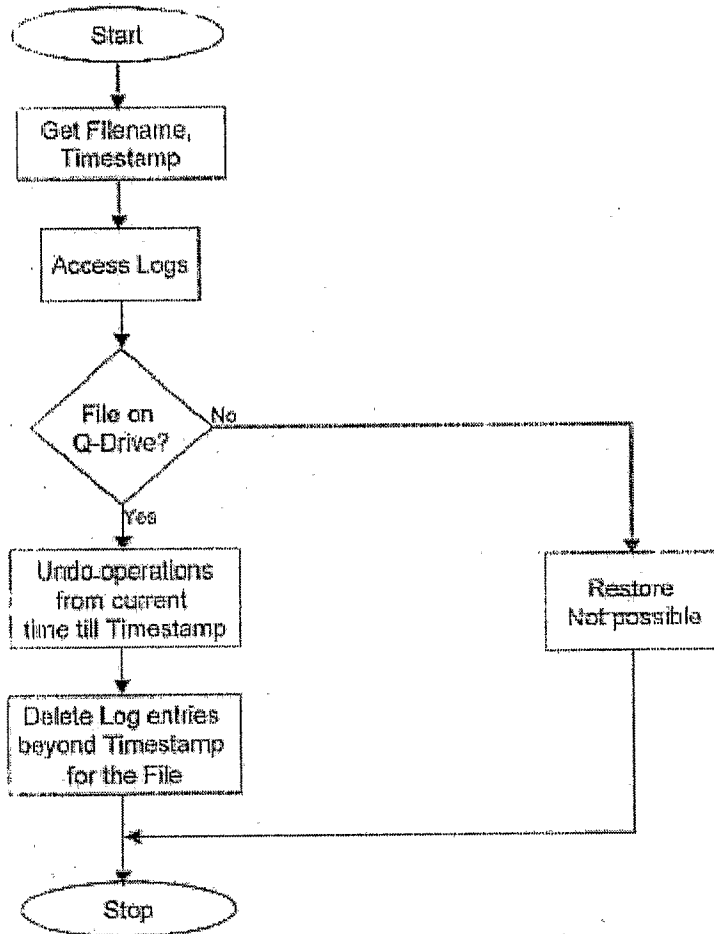 Start
Get Filename,
Timestamp
Access Logs
File on
Q-Drive?
No
Yes
Undo operations
from current
time till Timestamp
Restore
Not possible
Delete Log entries
beyond Timestamp
for the File
Stop